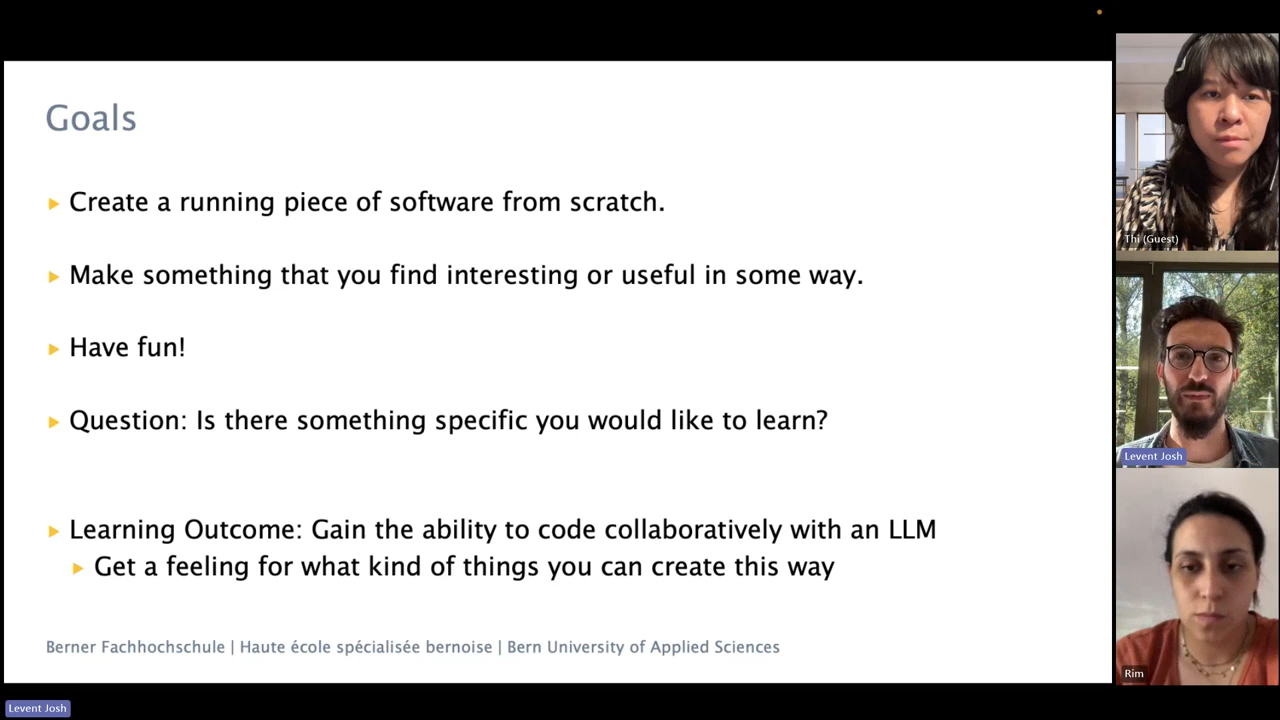 Goals
Create a running piece of software from scratch.
Make something that you find interesting or useful in some way.
Have fun!
Question: Is there something specific you would like to learn?
Learning Outcome: Gain the ability to code collaboratively with an LLM
Get a feeling for what kind of things you can create this way
Berner Fachhochschule | Haute école spécialisée bernoise | Bern University of Applied Sciences
Thi (Guest)
Levent Josh
Rim
Levent Josh